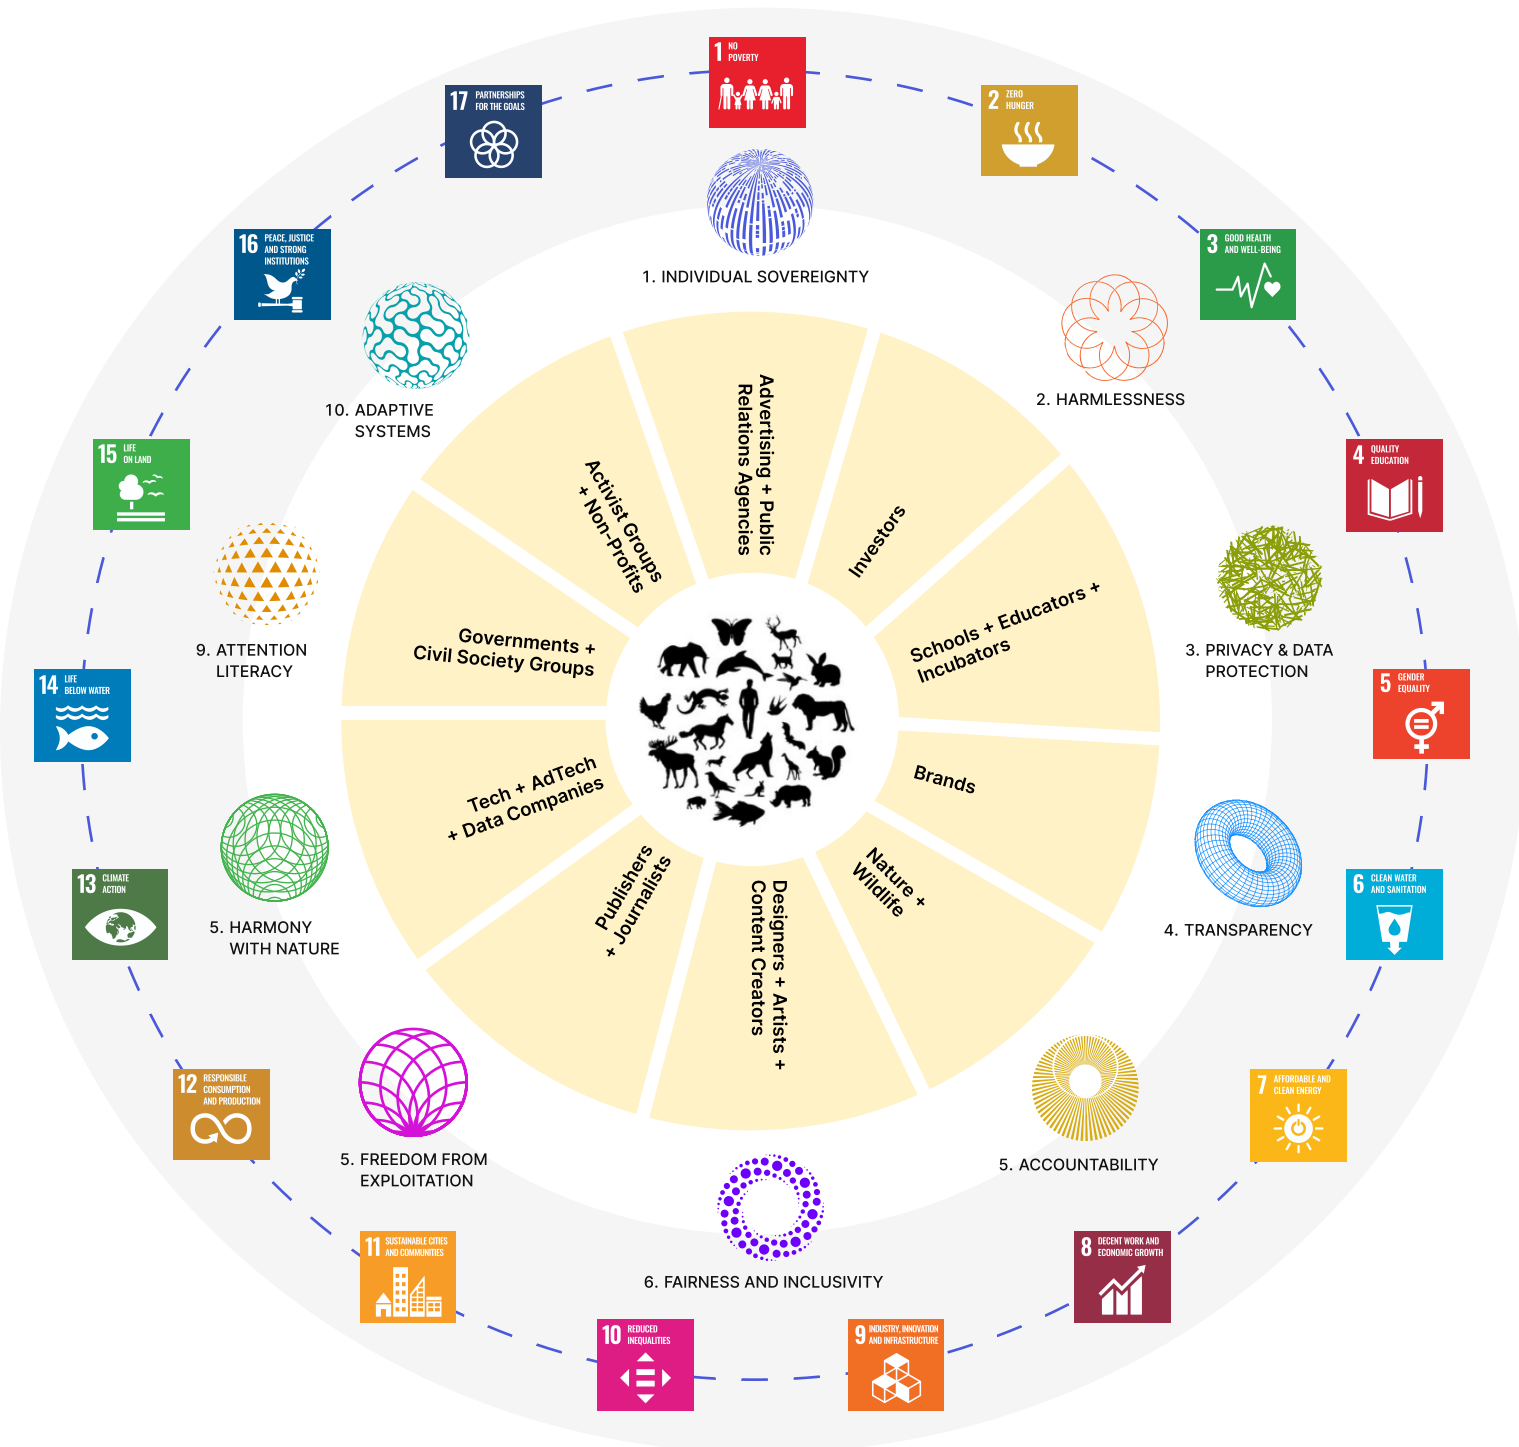 1 NO
POVERTY
2 ZERO
HUNGER
3 GOOD HEALTH
AND WELL-BEING
4 QUALITY
EDUCATION
5 GENDER
EQUALITY
6 CLEAN WATER
AND SANITATION
7 AFFORDABLE AND
CLEAN ENERGY
8 DECENT WORK AND
ECONOMIC GROWTH
9 INDUSTRY, INNOVATION
AND INFRASTRUCTURE
10 REDUCED
INEQUALITIES
11 SUSTAINABLE CITIES
AND COMMUNITIES
12 RESPONSIBLE
CONSUMPTION
AND PRODUCTION
13 CLIMATE
ACTION
14 LIFE
BELOW WATER
15 LIFE
ON LAND
16 PEACE, JUSTICE
AND STRONG
INSTITUTIONS
17 PARTNERSHIPS
FOR THE GOALS
1. INDIVIDUAL SOVEREIGNTY
2. HARMLESSNESS
3. PRIVACY & DATA
PROTECTION
4. TRANSPARENCY
5. ACCOUNTABILITY
6. FAIRNESS AND INCLUSIVITY
5. FREEDOM FROM
EXPLOITATION
5. HARMONY
WITH NATURE
9. ATTENTION
LITERACY
10. ADAPTIVE
SYSTEMS
Advertising + Public
Relations Agencies
Investors
Schools + Educators +
Incubators
Brands
Nature +
Wildlife
Designers + Artists +
Content Creators
Publishers
+ Journalists
Tech + AdTech
+ Data Companies
Governments +
Civil Society Groups
Activist Groups
+ Non-Profits